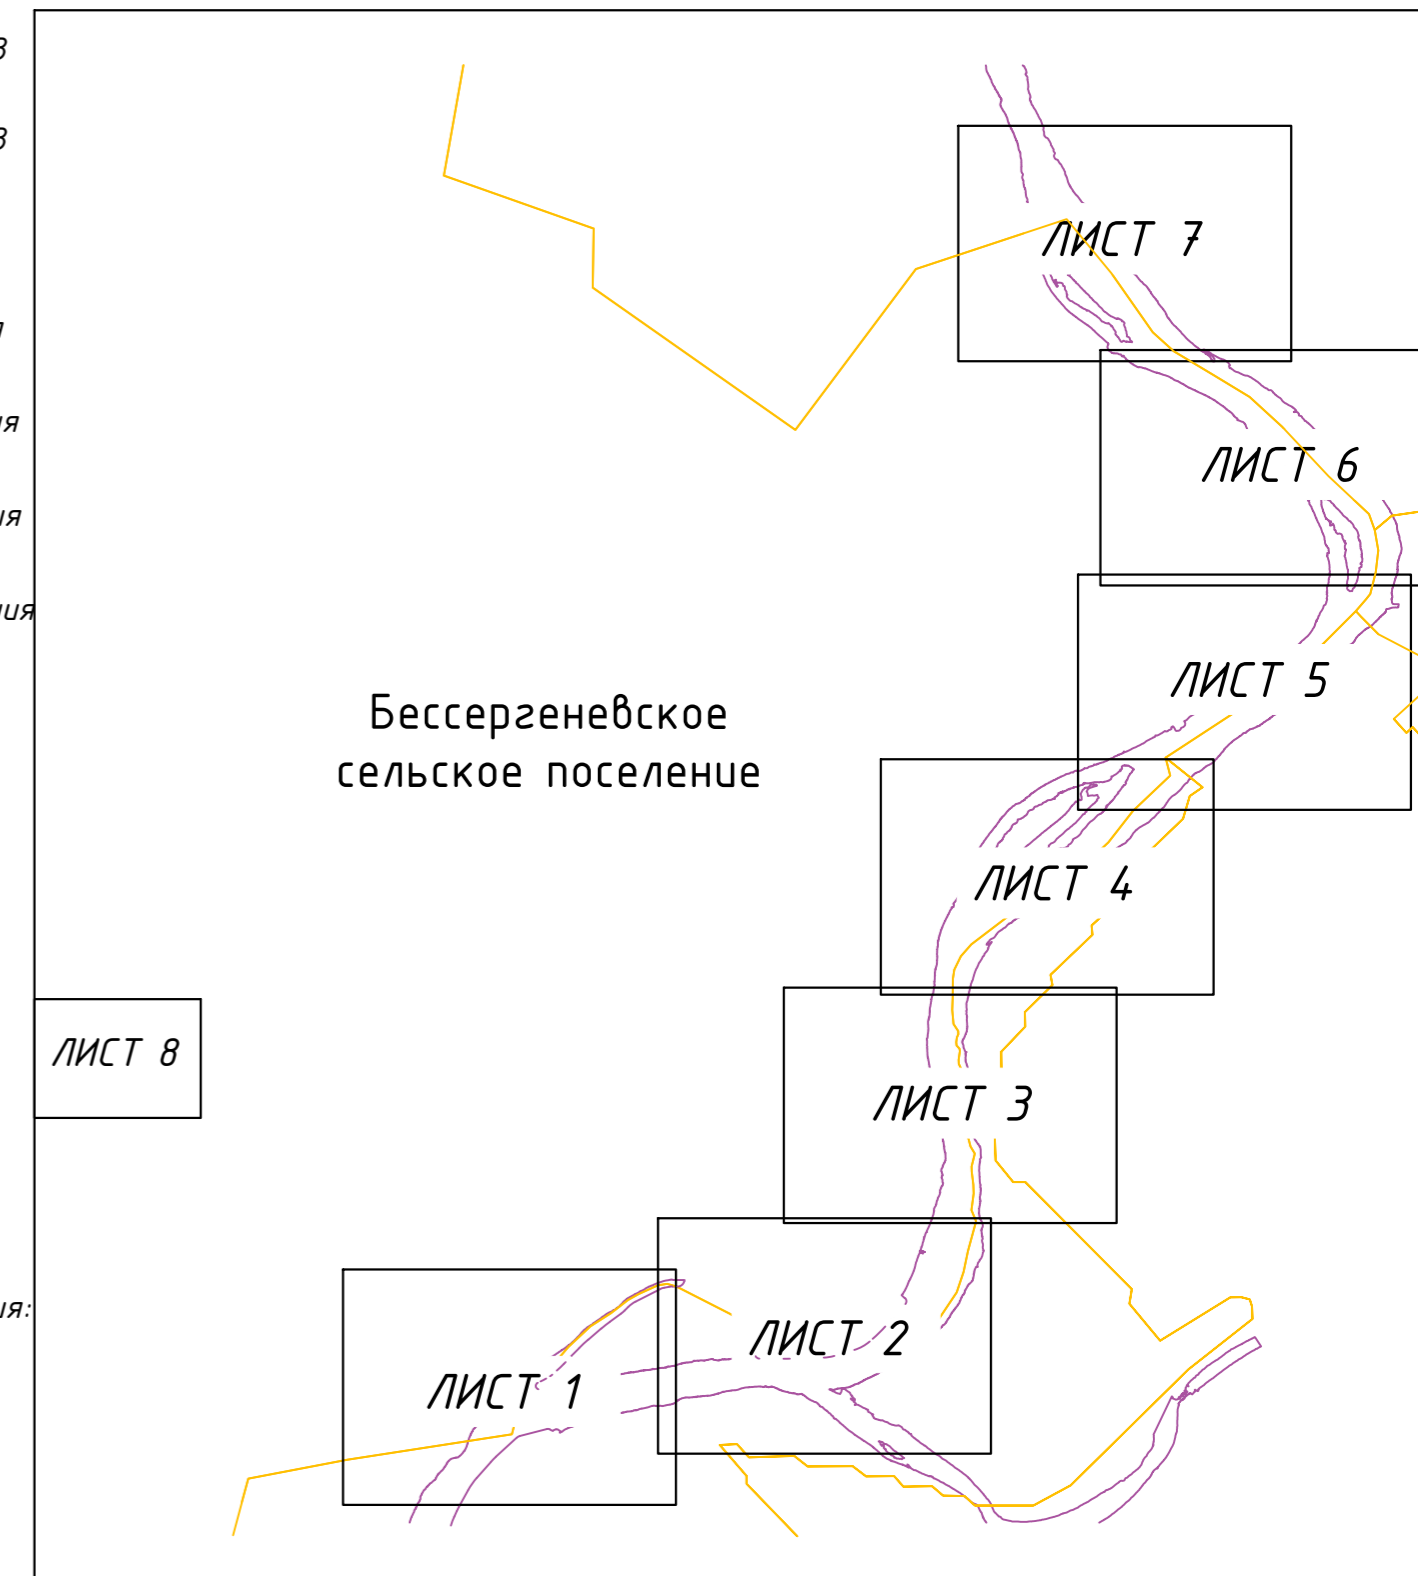 ЛИСТ 7
ЛИСТ 6
ЛИСТ 5
Бессергеневское
сельское поселение
ЛИСТ 4
ЛИСТ 8
ЛИСТ 3
ЛИСТ 2
ЛИСТ 1